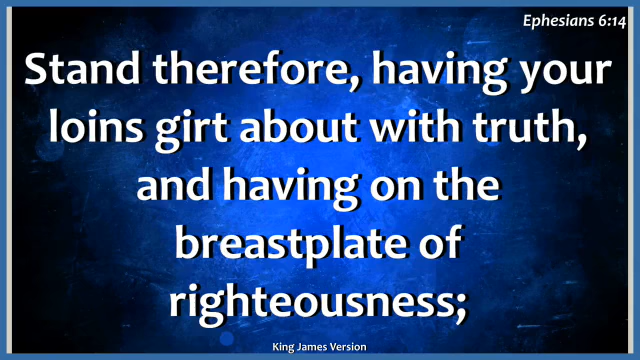 Ephesians 6:14
Stand therefore, having your
loins girt about with truth,
and having on the
breastplate of
righteousness;
King James Version